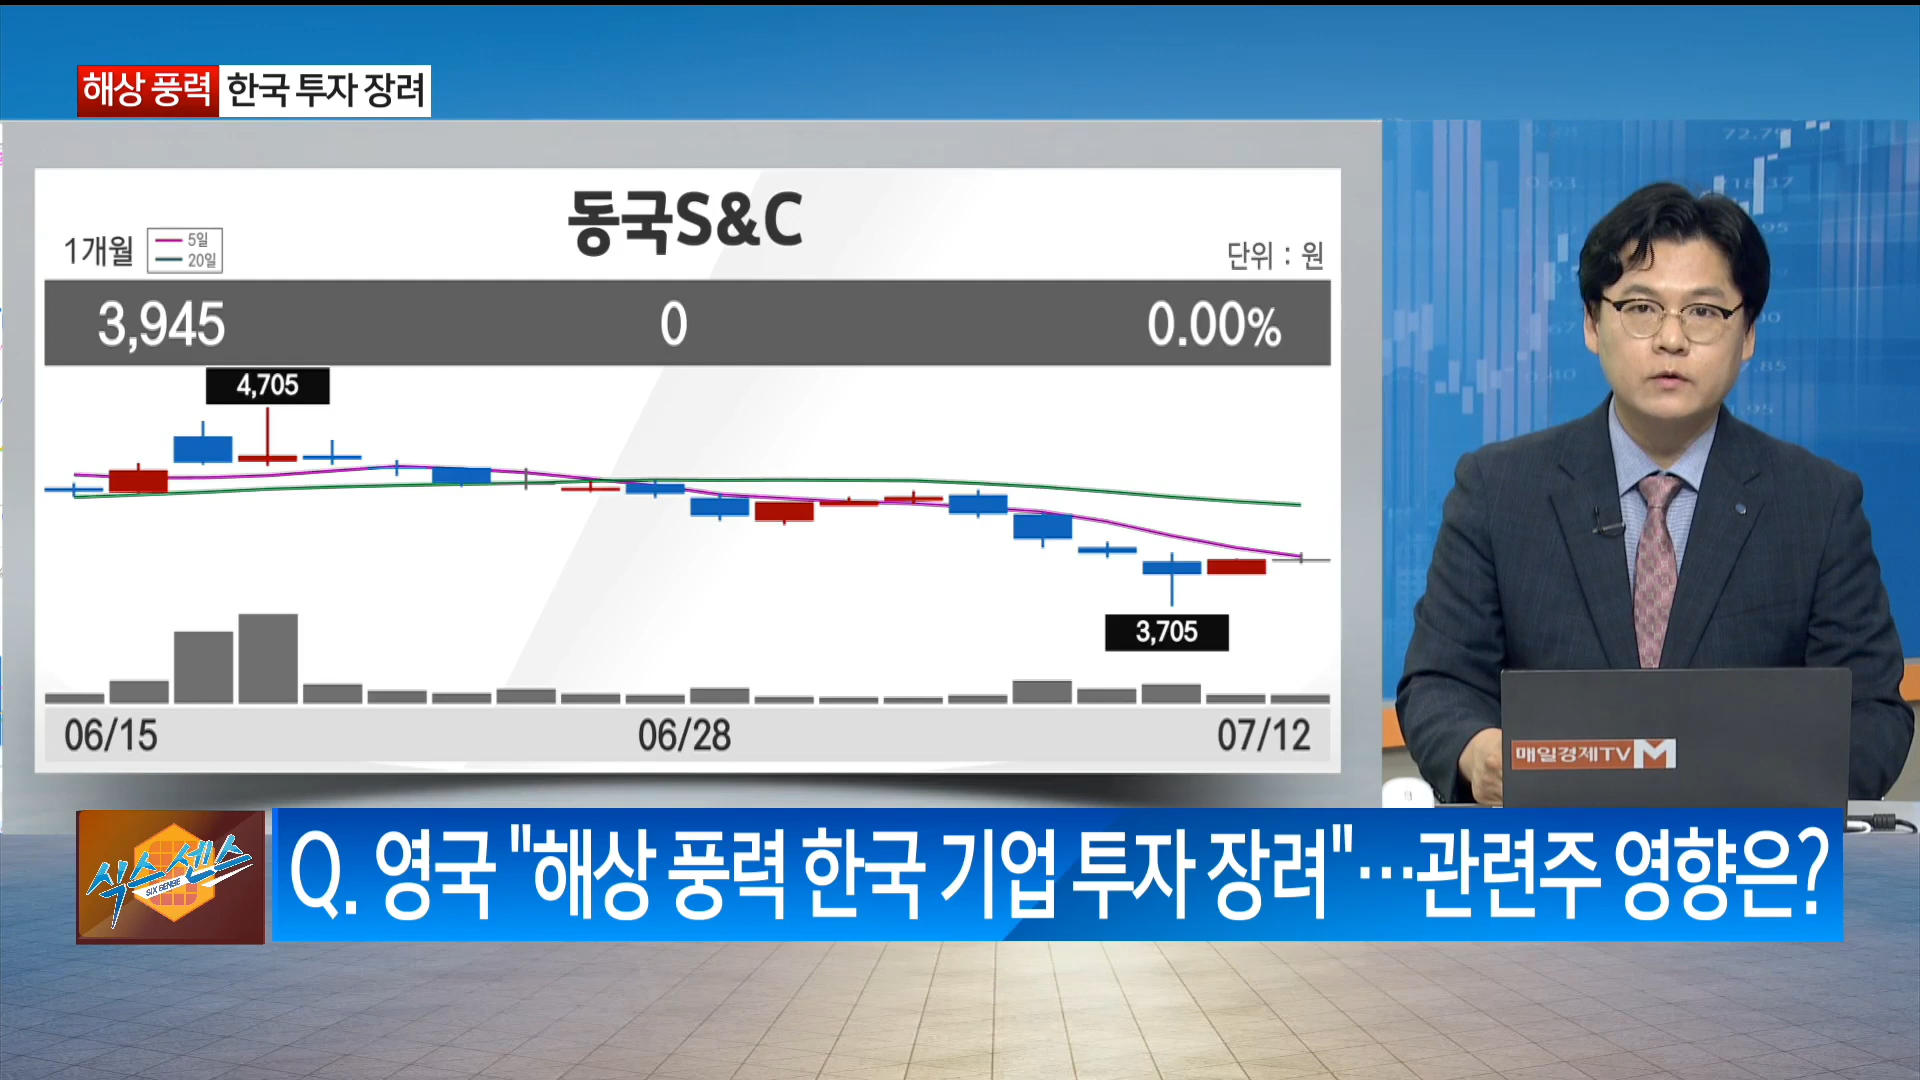 해상 풍력 한국 투자 장려
동국S&C
1개월
5일
20일
단위 : 원
3,945 0 0.00%
4,705
3,705
06/15 06/28 07/12
72.79
매일경제TV M
식스센스
SIX SENSE
Q. 영국 "해상 풍력 한국 기업 투자 장려"…관련주 영향은?